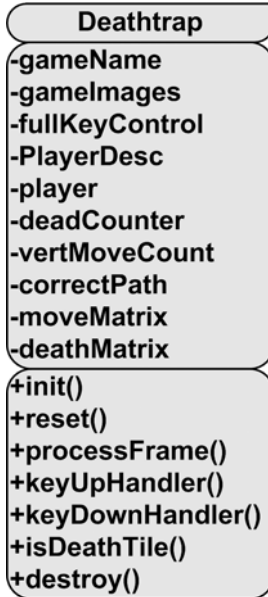 Deathtrap
-gameName
-gameImages
-fullKeyControl
-PlayerDesc
-player
-deadCounter
-vertMoveCount
-correctPath
-moveMatrix
-deathMatrix
+init()
+reset()
+processFrame()
+keyUpHandler()
+keyDownHandler()
+isDeathTile()
+destroy()